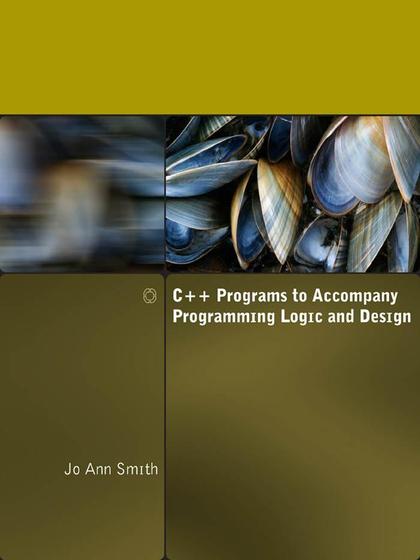 C++ Programs to Accompany
Programming Logic and Design
Jo Ann Smith